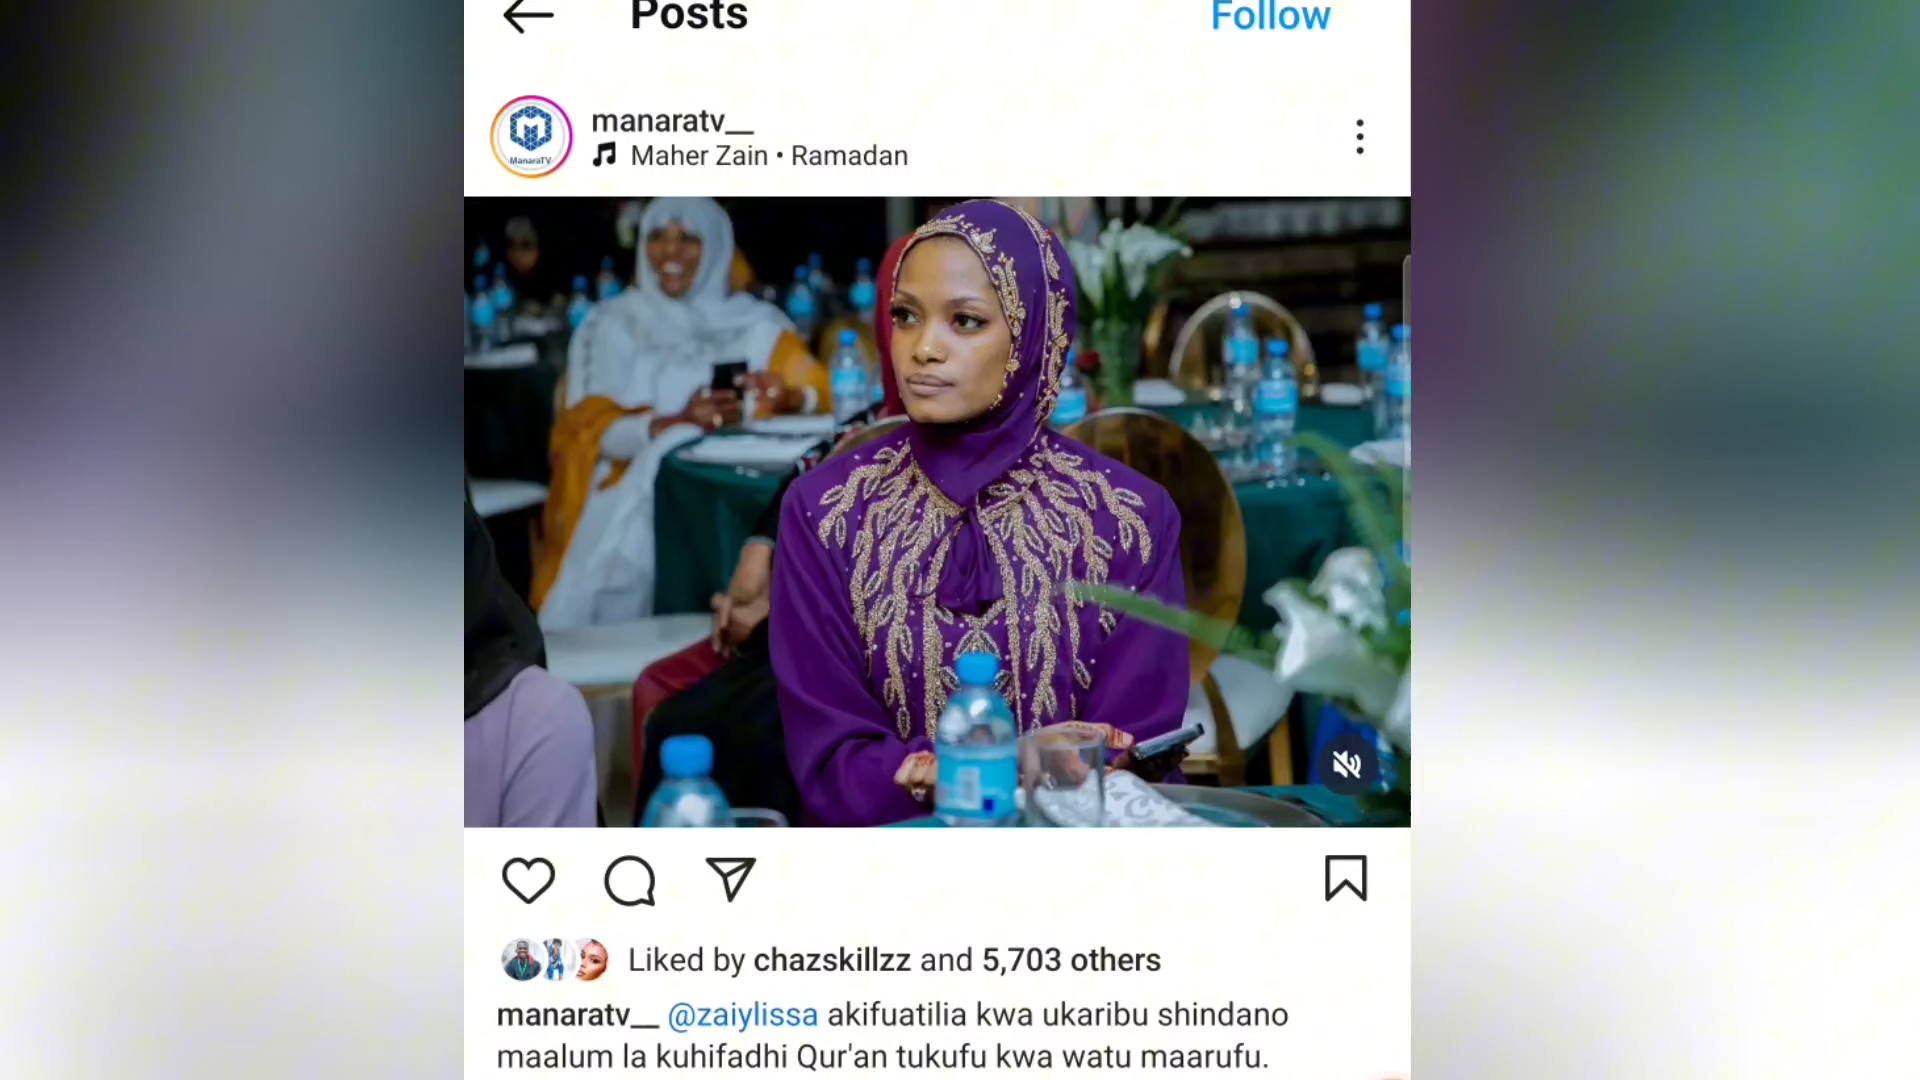 Posts
Follow
manaratv__
Maher Zain • Ramadan
ManaraTV
Liked by chazskillzz and 5,703 others
manaratv__ @zaiylissa akifuatilia kwa ukaribu shindano
maalum la kuhifadhi Qur'an tukufu kwa watu maarufu.